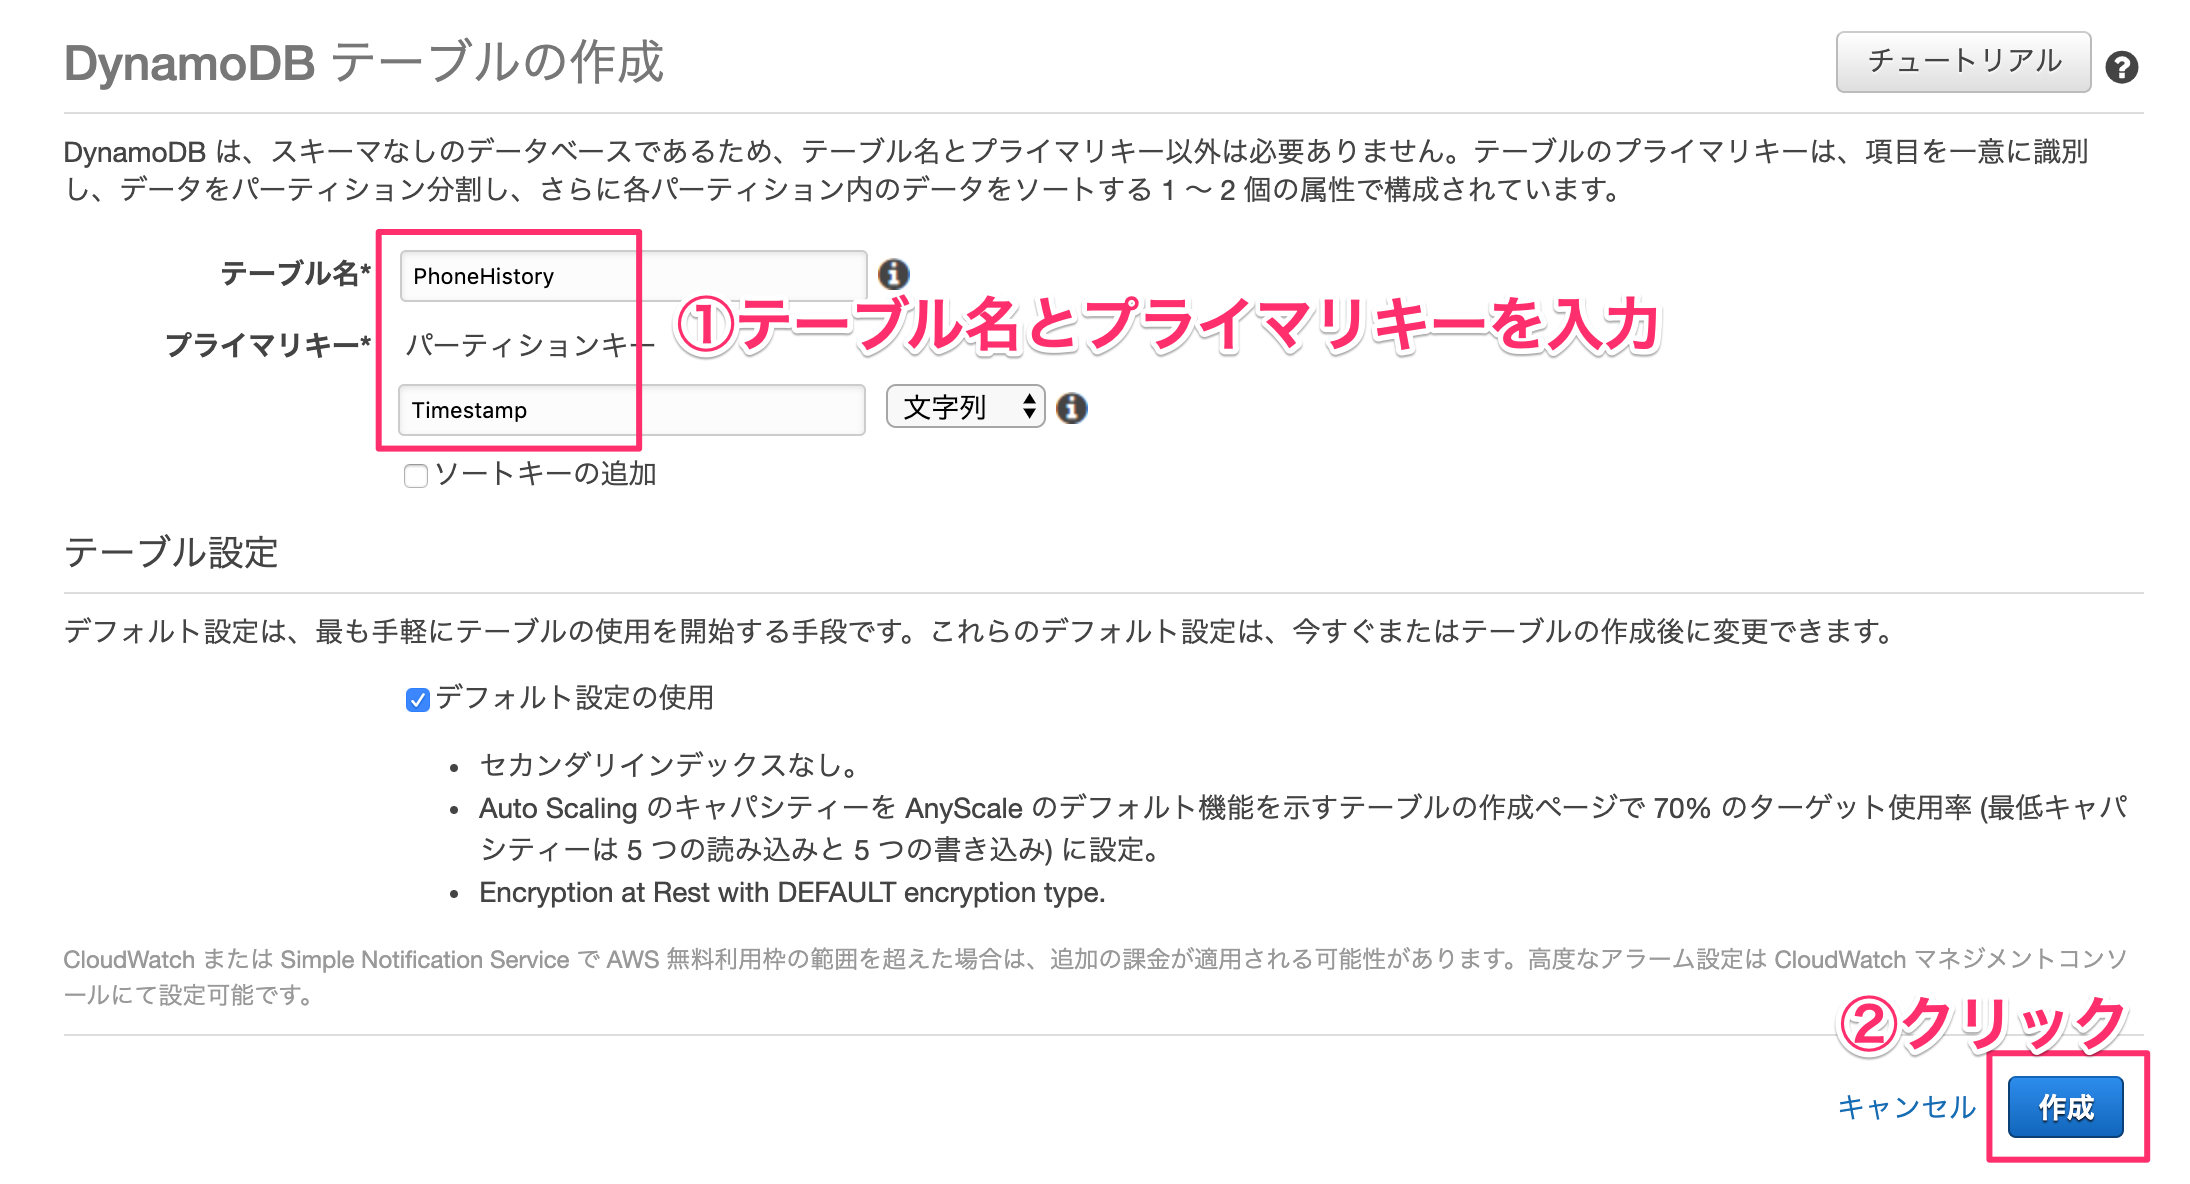 DynamoDB テーブルの作成
チュートリアル
DynamoDB は、スキーマなしのデータベースであるため、テーブル名とプライマリキー以外は必要ありません。テーブルのプライマリキーは、項目を一意に識別
し、データをパーティション分割し、さらに各パーティション内のデータをソートする 1 〜 2 個の属性で構成されています。
テーブル名* PhoneHistory
①テーブル名とプライマリキーを入力
プライマリキー* パーティションキー
Timestamp 文字列
ソートキーの追加
テーブル設定
デフォルト設定は、最も手軽にテーブルの使用を開始する手段です。これらのデフォルト設定は、今すぐまたはテーブルの作成後に変更できます。
デフォルト設定の使用
• セカンダリインデックスなし。
• Auto Scaling のキャパシティーを AnyScale のデフォルト機能を示すテーブルの作成ページで 70% のターゲット使用率 (最低キャパ
シティーは 5 つの読み込みと 5 つの書き込み) に設定。
• Encryption at Rest with DEFAULT encryption type.
CloudWatch または Simple Notification Service で AWS 無料利用枠の範囲を超えた場合は、追加の課金が適用される可能性があります。高度なアラーム設定は CloudWatch マネジメントコンソ
ールにて設定可能です。
②クリック
キャンセル 作成